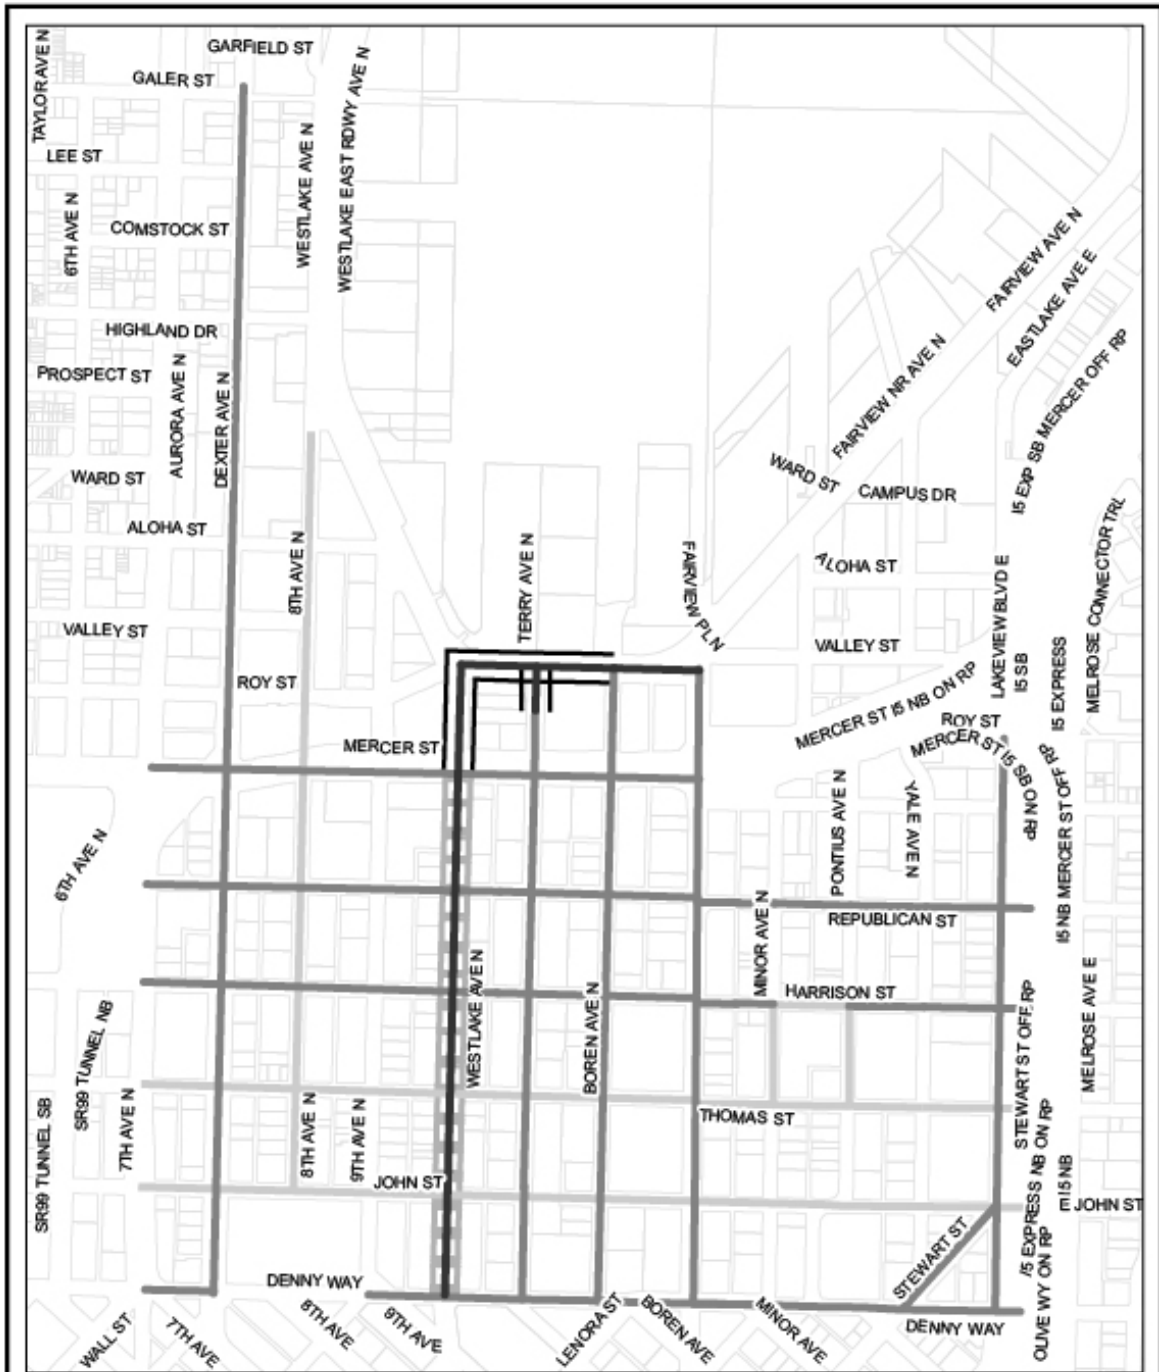 GARFIELD ST
GALER ST
TAYLOR AVE N
LEE ST
WESTLAKE AVE N
WESTLAKE EAST RDWY AVE N
6TH AVE N
COMSTOCK ST
FAIRVIEW AVE N
EASTLAKE AVE E
HIGHLAND DR
PROSPECT ST
AURORA AVE N
DEXTER AVE N
FAIRVIEW NR AVE N
I5 EXP SB MERCER OFF RP
WARD ST
WARD ST
CAMPUS DR
ALOHA ST
8TH AVE N
TERRY AVE N
FAIRVIEW PL N
ALOHA ST
LAKEVIEW BLVD E
MELROSE CONNECTOR TRL
VALLEY ST
VALLEY ST
I5 SB
I5 EXPRESS
ROY ST
MERCER ST I5 NB ON RP
ROY ST
MERCER ST
MERCER ST I5 SB ON RP
I5 NB MERCER ST OFF RP
PONTIUS AVE N
YALE AVE N
6TH AVE N
REPUBLICAN ST
MINOR AVE N
WESTLAKE AVE N
BOREN AVE N
HARRISON ST
STEWART ST OFF RP
MELROSE AVE E
SR99 TUNNEL NB
SR99 TUNNEL SB
7TH AVE N
8TH AVE N
9TH AVE N
THOMAS ST
JOHN ST
I5 EXPRESS NB ON RP
I5 NB
E JOHN ST
STEWART ST
DENNY WAY
OLIVE WY ON RP
WALL ST
7TH AVE
8TH AVE
9TH AVE
LENORA ST
BOREN AVE
MINOR AVE
DENNY WAY